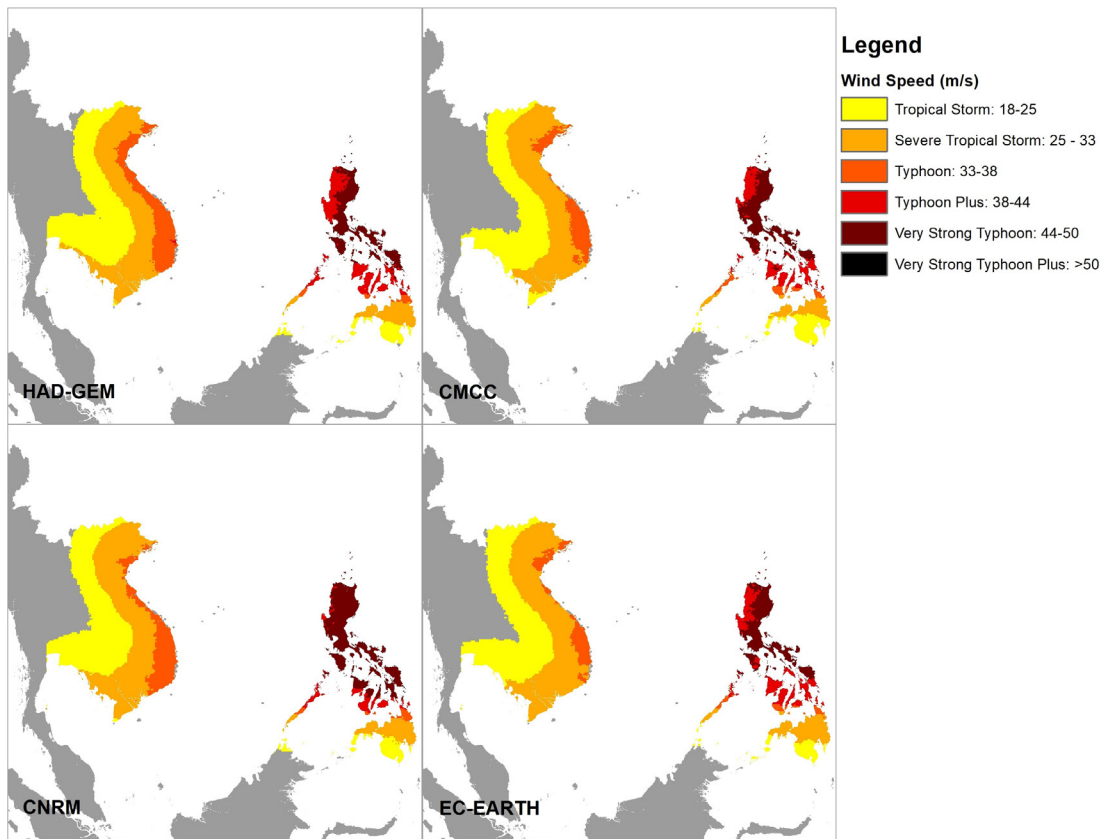 Legend
Wind Speed (m/s)
Tropical Storm: 18-25
Severe Tropical Storm: 25 - 33
Typhoon: 33-38
Typhoon Plus: 38-44
Very Strong Typhoon: 44-50
Very Strong Typhoon Plus: >50
HAD-GEM
CMCC
CNRM
EC-EARTH